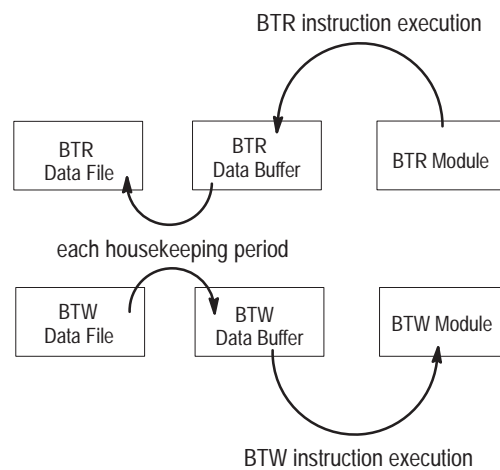 BTR instruction execution
BTR
Data File
BTR
Data Buffer
BTR Module
each housekeeping period
BTW
Data File
BTW
Data Buffer
BTW Module
BTW instruction execution